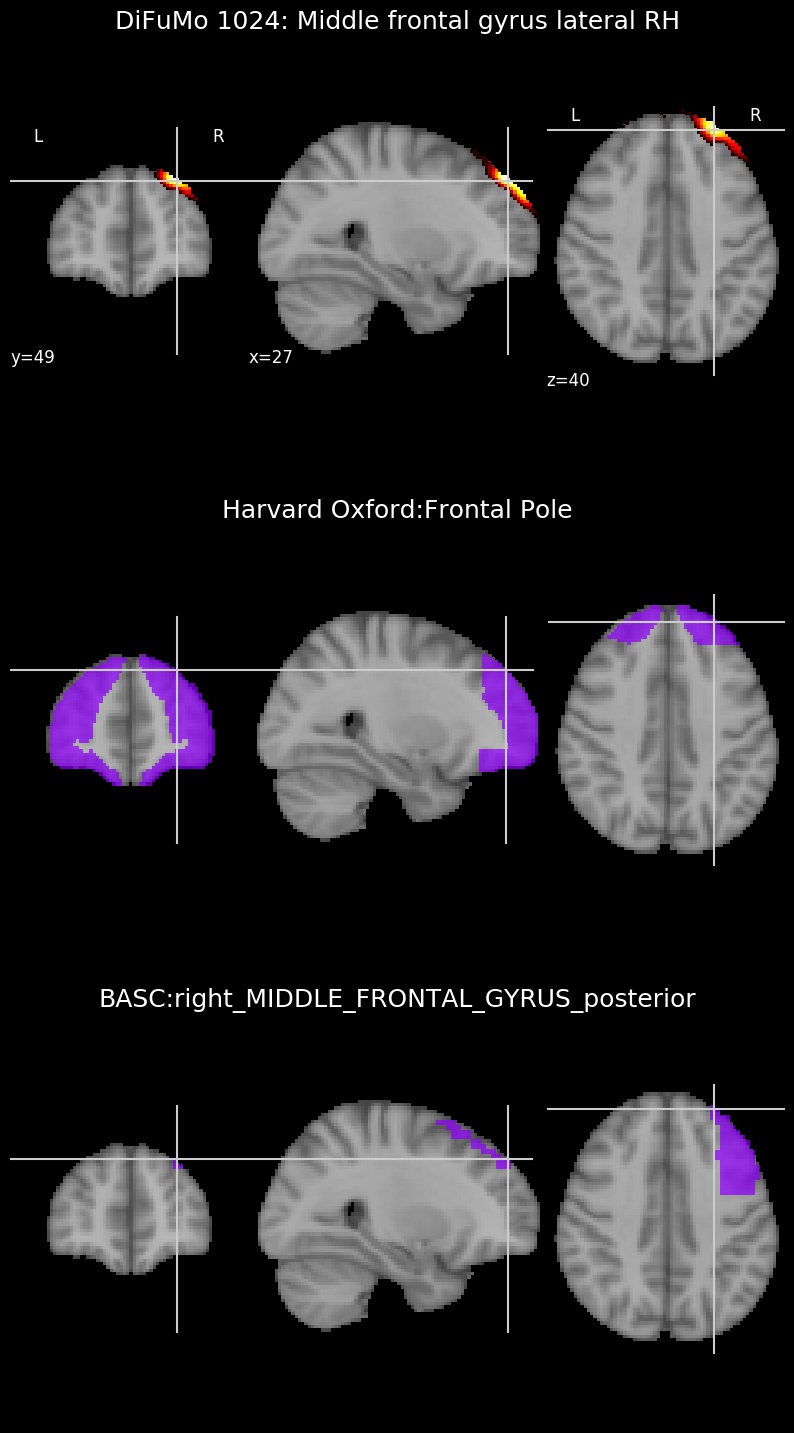 DiFuMo 1024: Middle frontal gyrus lateral RH
L R L R
y=49 x=27 z=40
Harvard Oxford:Frontal Pole
BASC:right_MIDDLE_FRONTAL_GYRUS_posterior